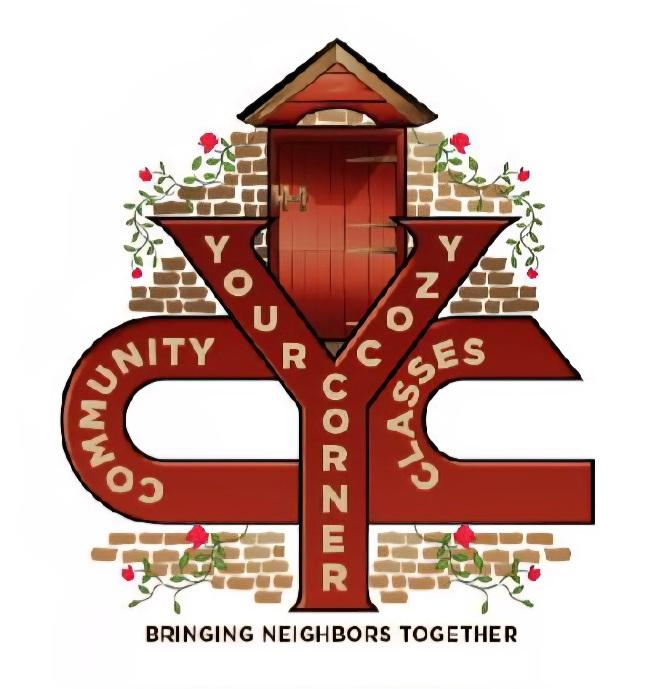 YOUR
COZY
CORNER
COMMUNITY
CLASSES
BRINGING NEIGHBORS TOGETHER